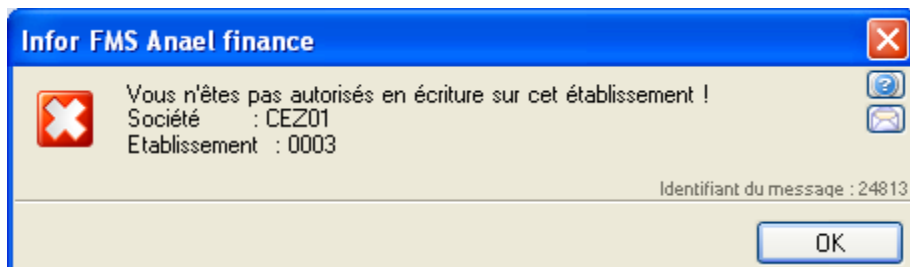 Infor FMS Anael finance
Vous n'êtes pas autorisés en écriture sur cet établissement !
Société : CEZ01
Etablissement : 0003
Identifiant du message : 24813
OK